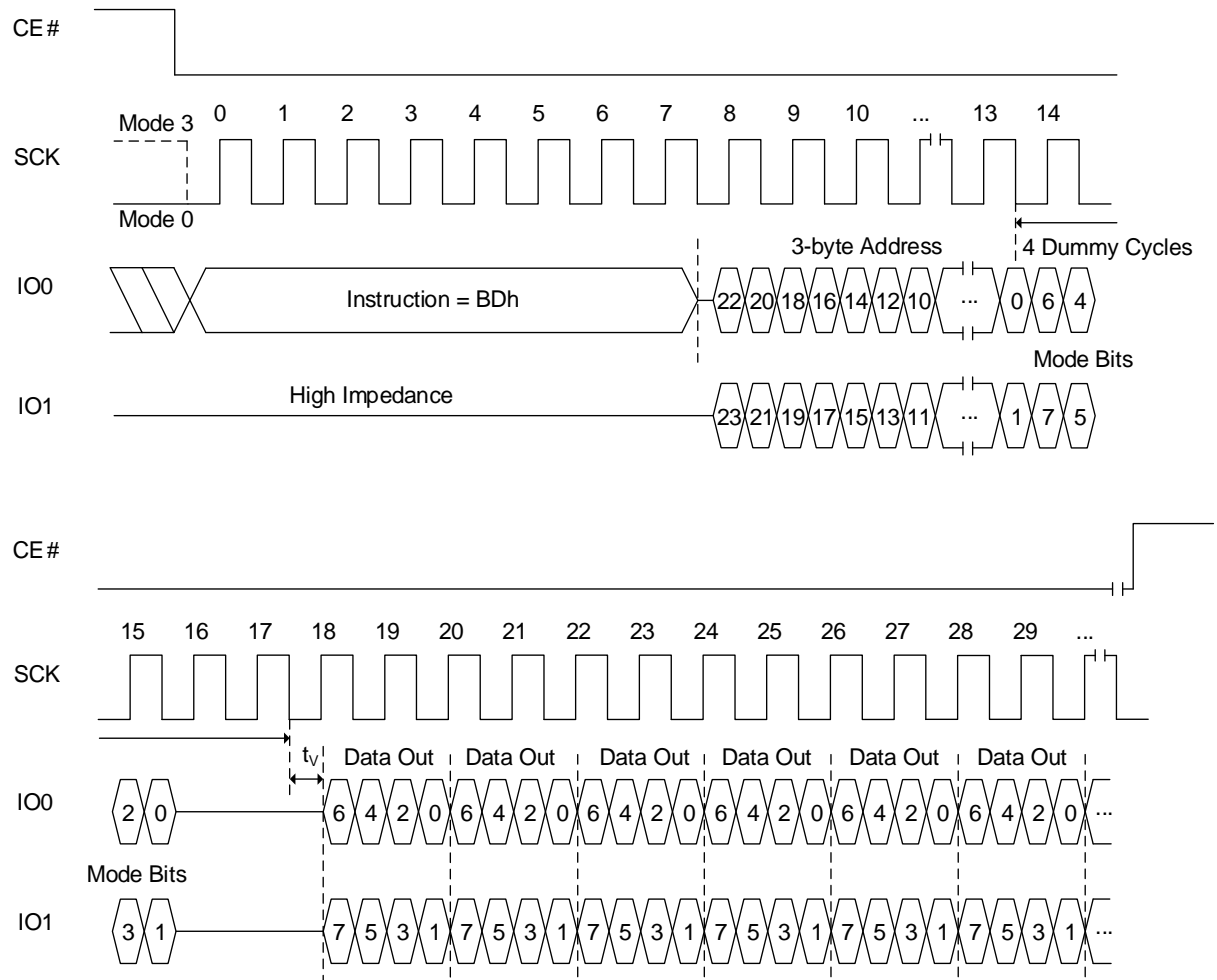 CE#
0 1 2 3 4 5 6 7 8 9 10 ... 13 14
Mode 3
SCK
Mode 0
3-byte Address 4 Dummy Cycles
IO0 Instruction = BDh 22 20 18 16 14 12 10 ... 0 6 4
Mode Bits
IO1 High Impedance 23 21 19 17 15 13 11 ... 1 7 5
CE#
15 16 17 18 19 20 21 22 23 24 25 26 27 28 29 ...
SCK
tV Data Out Data Out Data Out Data Out Data Out Data Out
IO0 2 0 6 4 2 0 6 4 2 0 6 4 2 0 6 4 2 0 6 4 2 0 6 4 2 0 ...
Mode Bits
IO1 3 1 7 5 3 1 7 5 3 1 7 5 3 1 7 5 3 1 7 5 3 1 7 5 3 1 ...